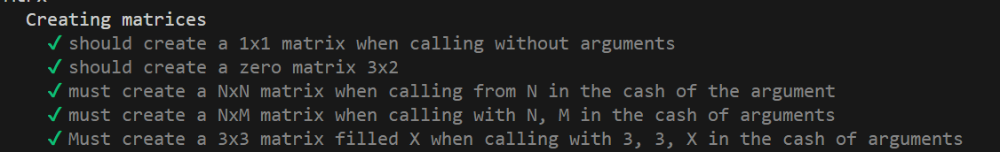 Creating matrices
✓ should create a 1x1 matrix when calling without arguments
✓ should create a zero matrix 3x2
✓ must create a NxN matrix when calling from N in the cash of the argument
✓ must create a NxM matrix when calling with N, M in the cash of arguments
✓ Must create a 3x3 matrix filled X when calling with 3, 3, X in the cash of arguments